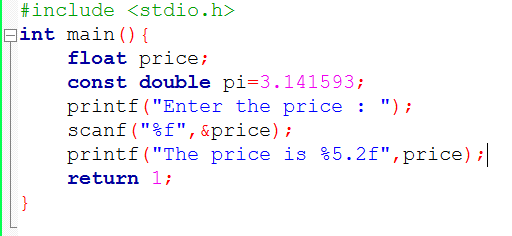 #include <stdio.h>
int main(){
    float price;
    const double pi=3.141593;
    printf("Enter the price : ");
    scanf("%f",&price);
    printf("The price is %5.2f",price);
    return 1;
}